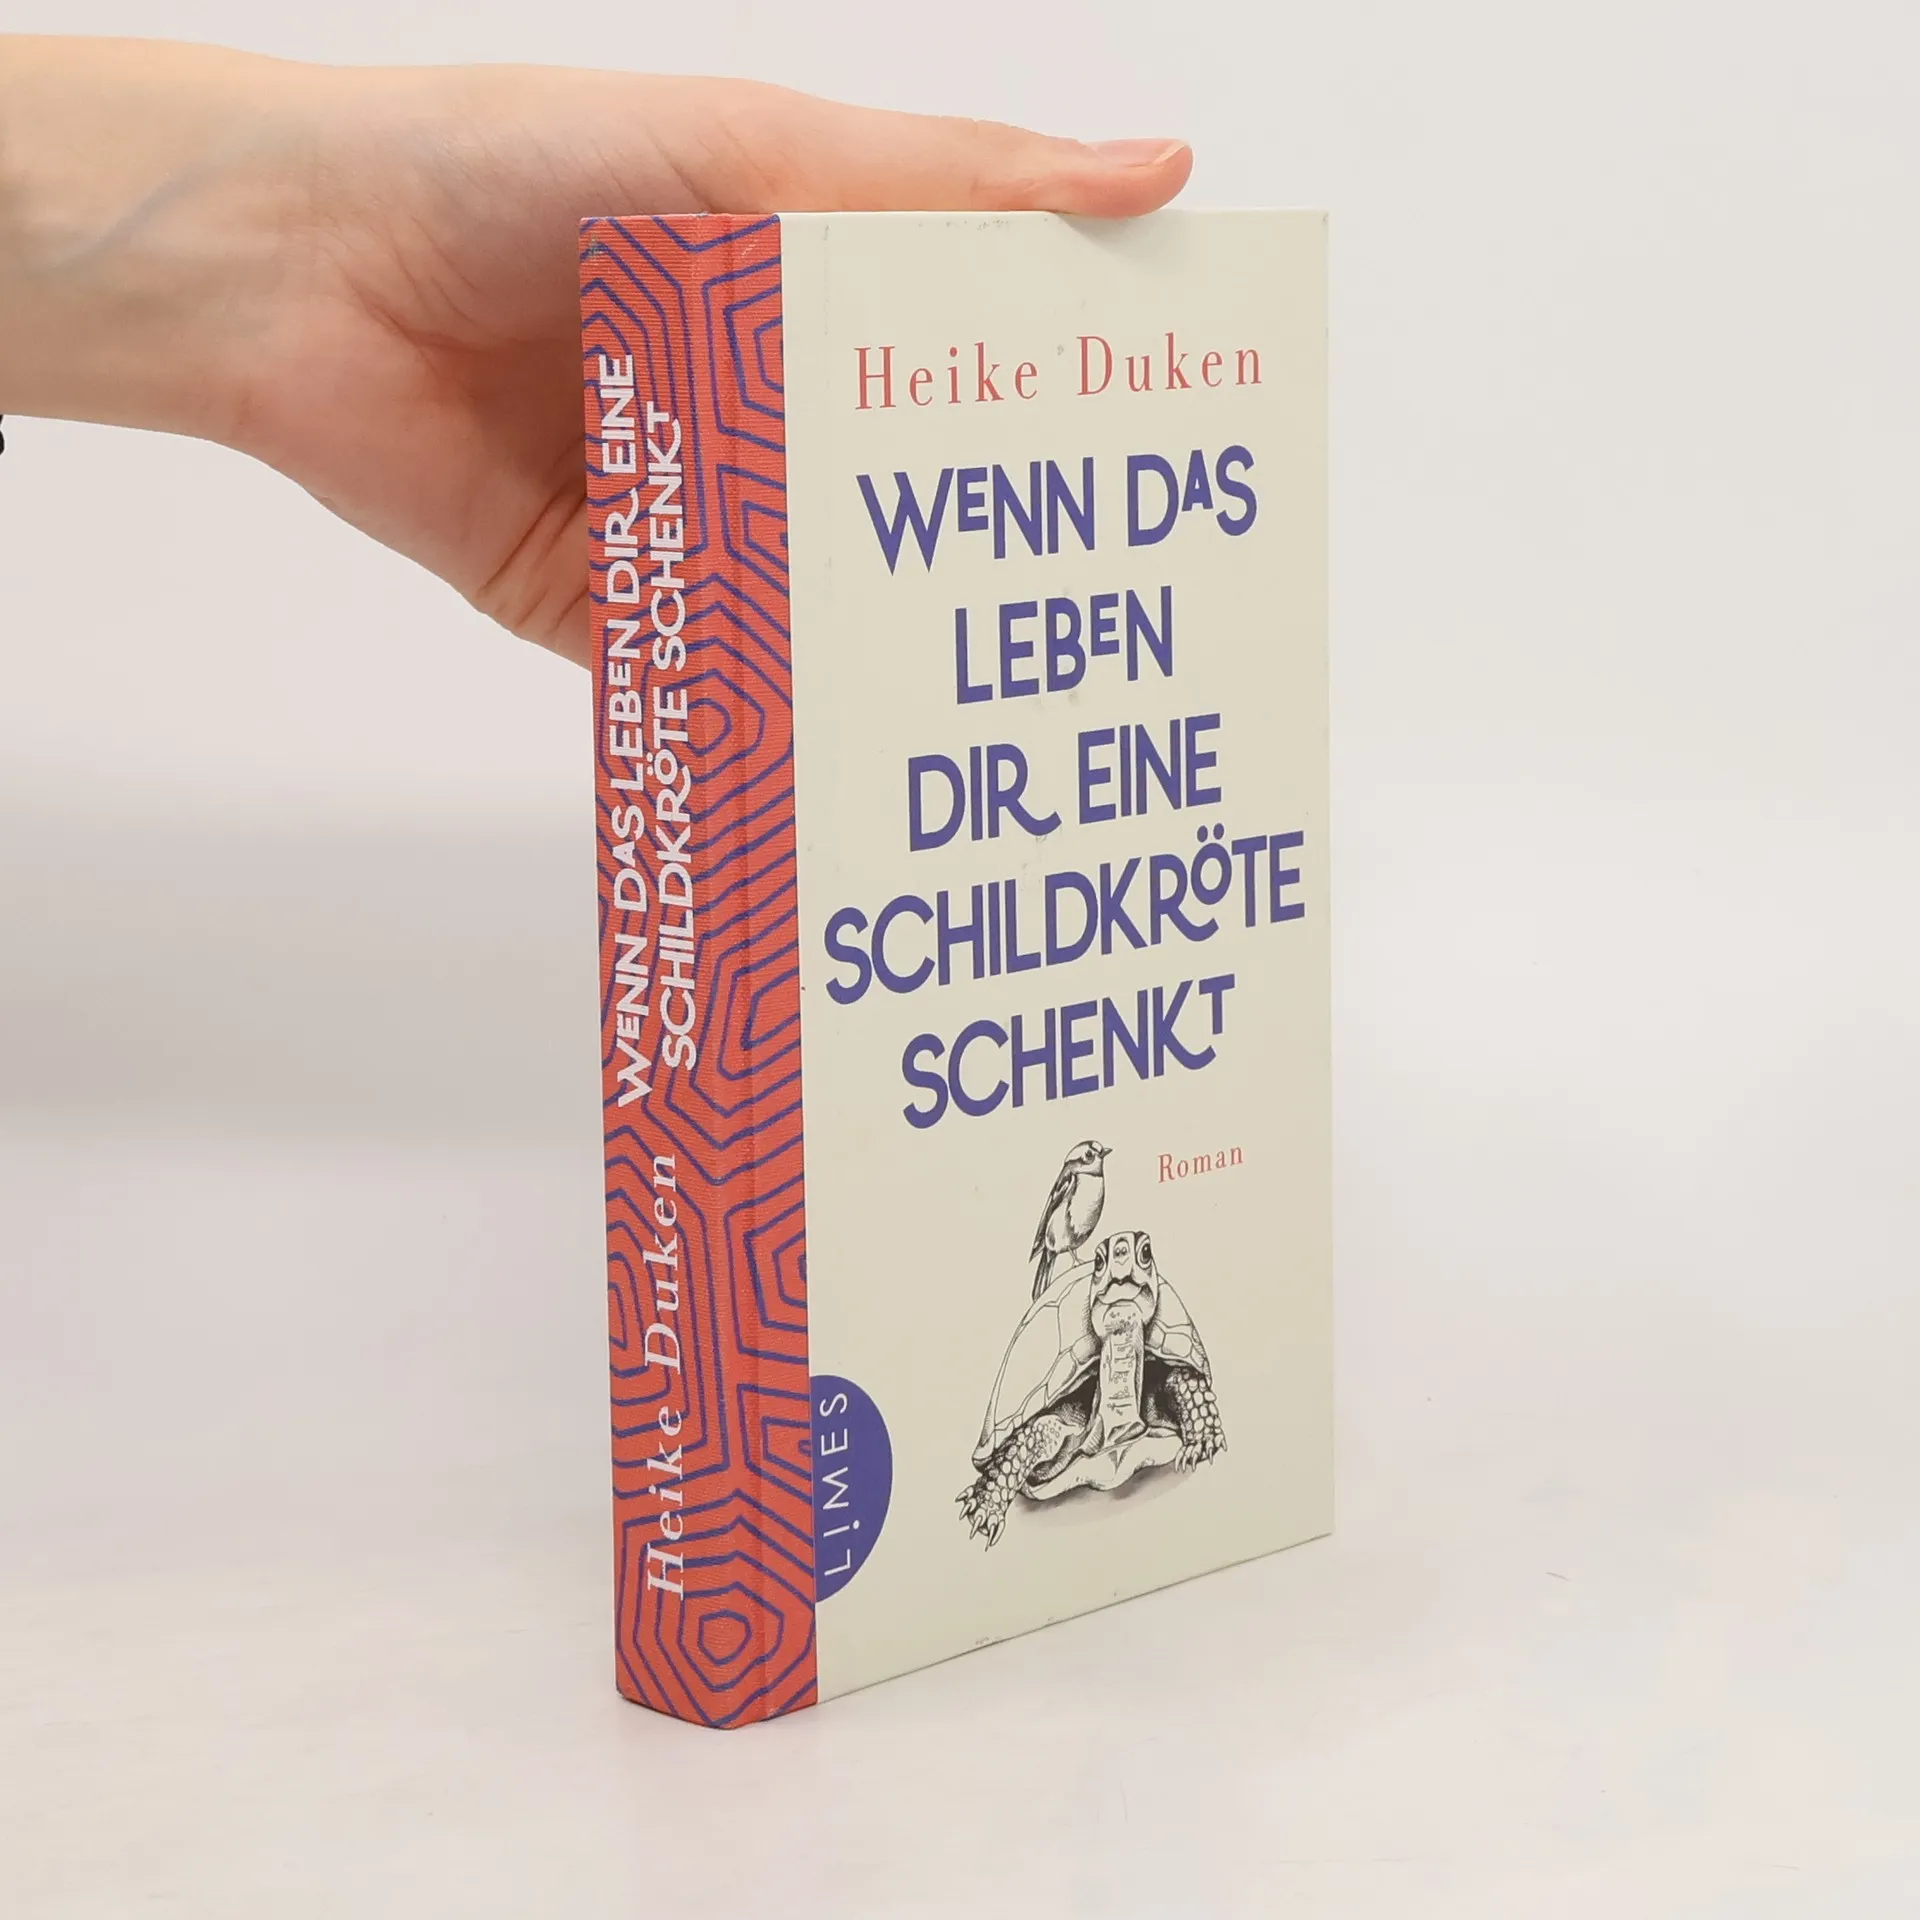 WENN DAS LEBEN DIR EINE
SCHILDKRÖTE SCHENKT
Heike Duken
Heike Duken
WENN DAS
LEBEN
DIR EINE
SCHILDKRÖTE
SCHENKT
Roman
LIMES